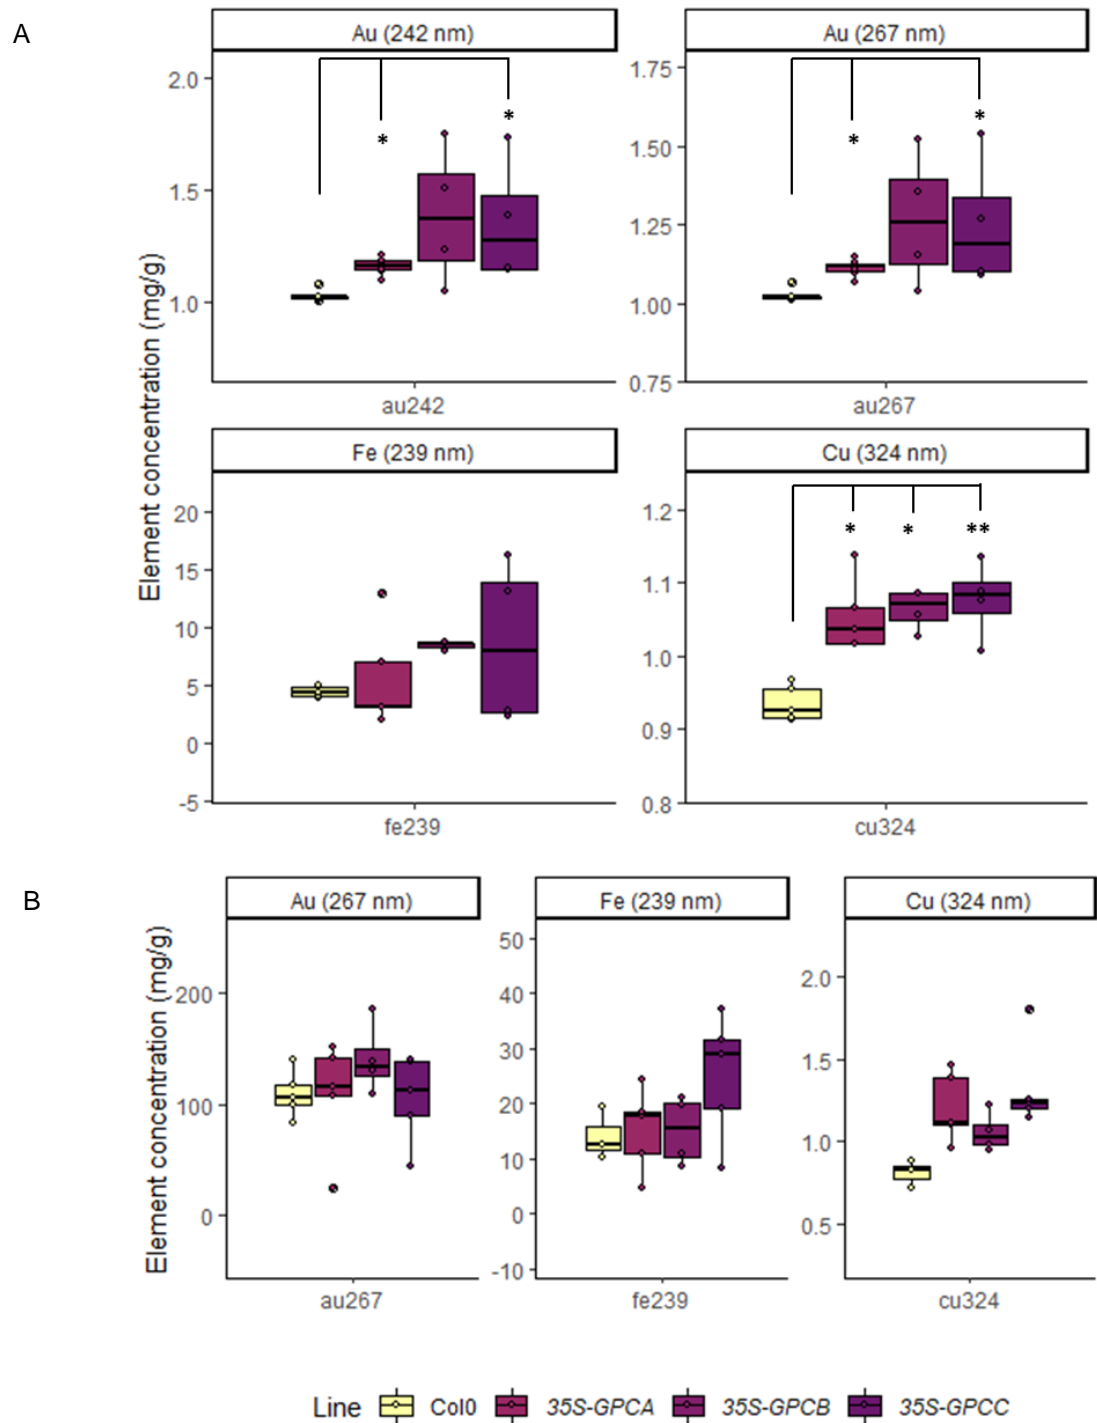 A
Au (242 nm)
Au (267 nm)
Element concentration (mg/g)
2.0
1.5
1.0
* *
au242
1.75
1.50
1.25
1.00
0.75
* *
au267
Fe (239 nm)
Cu (324 nm)
20
15
10
5
0
-5
fe239
1.2
1.1
1.0
0.9
0.8
* * **
cu324
B
Au (267 nm)
Fe (239 nm)
Cu (324 nm)
Element concentration (mg/g)
200
100
0
au267
50
40
30
20
10
0
-10
fe239
2.0
1.5
1.0
0.5
cu324
Line Col0 35S-GPCA 35S-GPCB 35S-GPCC